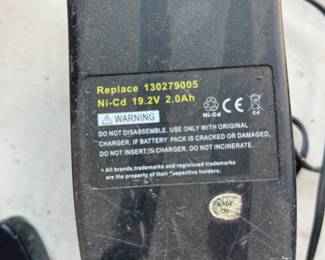 Replace 130279005
Ni-Cd 19.2V 2.0Ah
WARNING
Ni-Cd
Cd
DO NOT DISASSEMBLE. USE ONLY WITH ORIGINAL
CHARGER. IF BATTERY PACK IS CRACKED OR DAMAGED,
DO NOT INSERT IN CHARGER. DO NOT INCINERATE.
• All brands,trademarks and registrared trademarks
are the property of their respective holders.